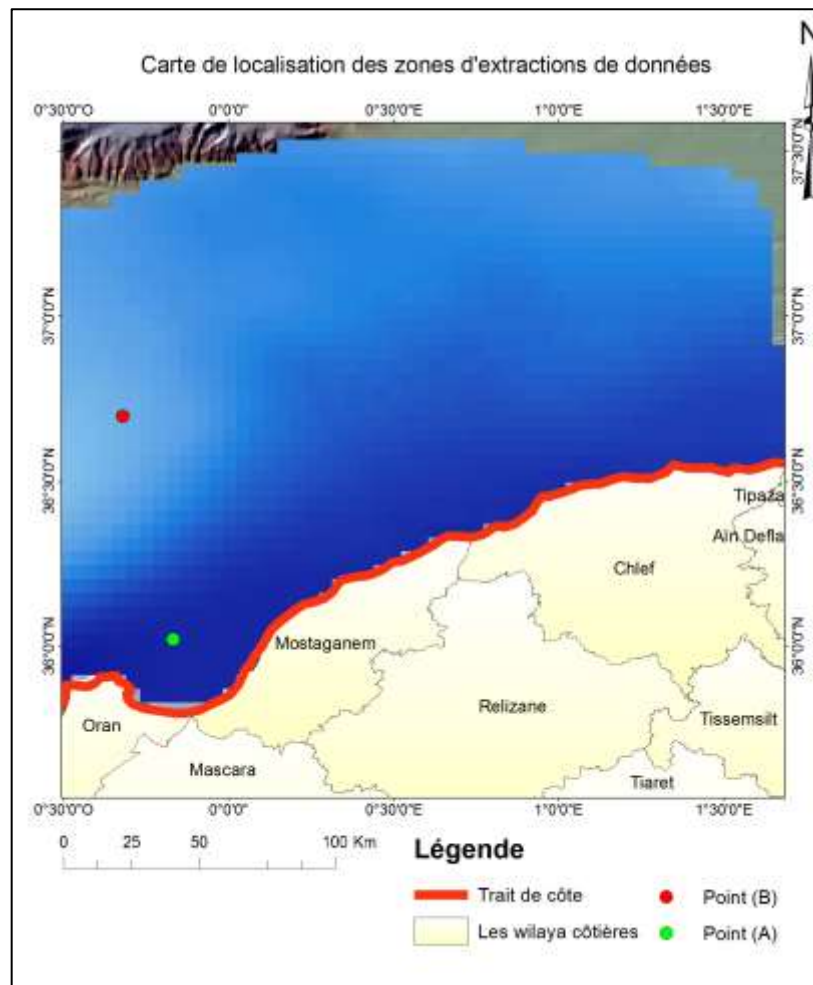 N
Carte de localisation des zones d'extractions de données
0°30'0"O 0°0'0" 0°30'0"E 1°0'0"E 1°30'0"E
37°30'0"N 37°30'0"N
37°0'0"N 37°0'0"N
36°30'0"N 36°30'0"N
Tipaza
Aïn Defla
Chlef
36°0'0"N 36°0'0"N
Mostaganem
Relizane
Oran
Tissemsilt
Mascara
Tiaret
0°30'0"O 0°0'0" 0°30'0"E 1°0'0"E 1°30'0"E
0 25 50 100 Km
Légende
Trait de côte
Point (B)
Les wilaya côtières
Point (A)